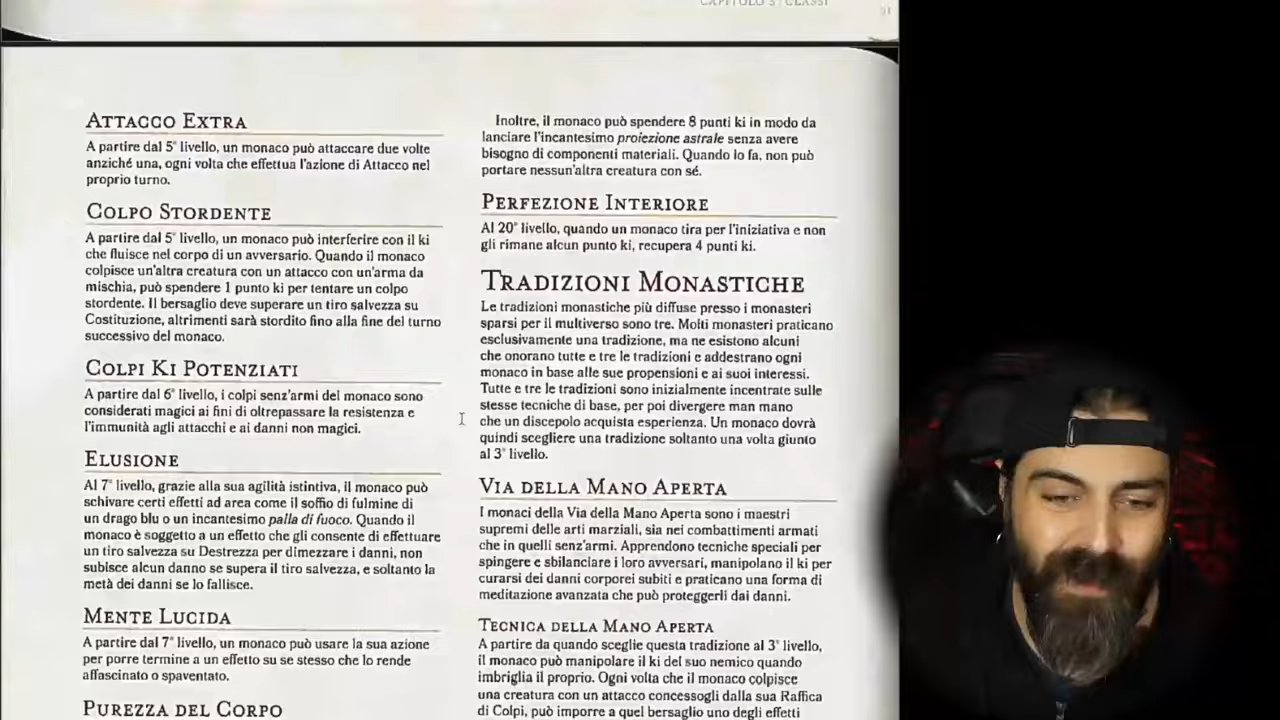 CAPITOLO 3 | CLASSI
ATTACCO EXTRA
A partire dal 5° livello, un monaco può attaccare due volte
anziché una, ogni volta che effettua l'azione di Attacco nel
proprio turno.
COLPO STORDENTE
A partire dal 5° livello, un monaco può interferire con il ki
che fluisce nel corpo di un avversario. Quando il monaco
colpisce un'altra creatura con un attacco con un'arma da
mischia, può spendere 1 punto ki per tentare un colpo
stordente. Il bersaglio deve superare un tiro salvezza su
Costituzione, altrimenti sarà stordito fino alla fine del turno
successivo del monaco.
COLPI KI POTENZIATI
A partire dal 6° livello, i colpi senz'armi del monaco sono
considerati magici ai fini di oltrepassare la resistenza e
l'immunità agli attacchi e ai danni non magici.
ELUSIONE
Al 7° livello, grazie alla sua agilità istintiva, il monaco può
schivare certi effetti ad area come il soffio di fulmine di
un drago blu o un incantesimo palla di fuoco. Quando il
monaco è soggetto a un effetto che gli consente di effettuare
un tiro salvezza su Destrezza per dimezzare i danni, non
subisce alcun danno se supera il tiro salvezza, e soltanto la
metà dei danni se lo fallisce.
MENTE LUCIDA
A partire dal 7° livello, un monaco può usare la sua azione
per porre termine a un effetto su se stesso che lo rende
affascinato o spaventato.
PUREZZA DEL CORPO
Inoltre, il monaco può spendere 8 punti ki in modo da
lanciare l'incantesimo proiezione astrale senza avere
bisogno di componenti materiali. Quando lo fa, non può
portare nessun'altra creatura con sé.
PERFEZIONE INTERIORE
Al 20° livello, quando un monaco tira per l'iniziativa e non
gli rimane alcun punto ki, recupera 4 punti ki.
TRADIZIONI MONASTICHE
Le tradizioni monastiche più diffuse presso i monasteri
sparsi per il multiverso sono tre. Molti monasteri praticano
esclusivamente una tradizione, ma ne esistono alcuni
che onorano tutte e tre le tradizioni e addestrano ogni
monaco in base alle sue propensioni e ai suoi interessi.
Tutte e tre le tradizioni sono inizialmente incentrate sulle
stesse tecniche di base, per poi divergere man mano
che un discepolo acquista esperienza. Un monaco dovrà
quindi scegliere una tradizione soltanto una volta giunto
al 3° livello.
VIA DELLA MANO APERTA
I monaci della Via della Mano Aperta sono i maestri
supremi delle arti marziali, sia nei combattimenti armati
che in quelli senz'armi. Apprendono tecniche speciali per
spingere e sbilanciare i loro avversari, manipolano il ki per
curarsi dei danni corporei subiti e praticano una forma di
meditazione avanzata che può proteggerli dai danni.
TECNICA DELLA MANO APERTA
A partire da quando sceglie questa tradizione al 3° livello,
il monaco può manipolare il ki del suo nemico quando
imbriglia il proprio. Ogni volta che il monaco colpisce
una creatura con un attacco concessogli dalla sua Raffica
di Colpi, può imporre a quel bersaglio uno degli effetti